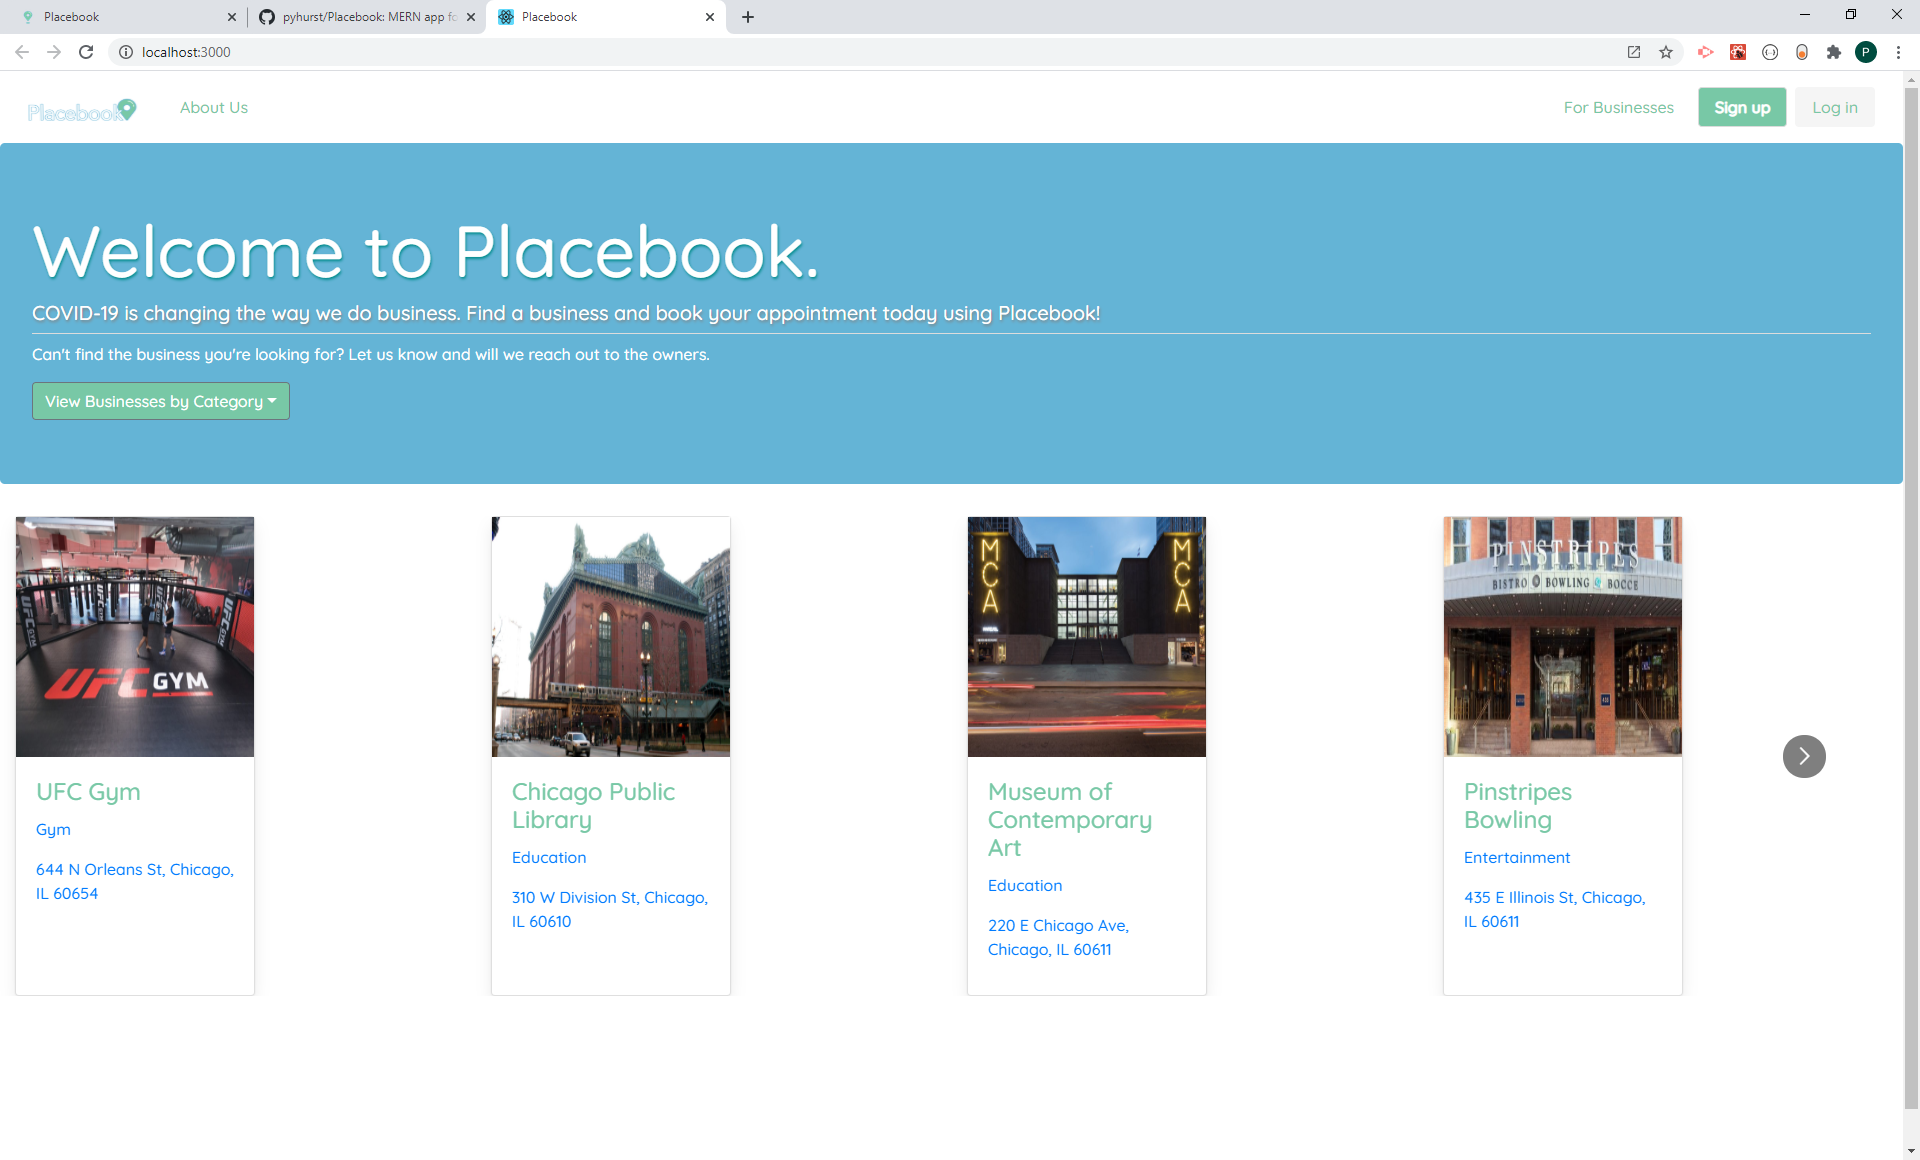 Placebook
pyhurst/Placebook: MERN app fo
Placebook
localhost:3000
P
Placebook
About Us
For Businesses
Sign up
Log in
Welcome to Placebook.
COVID-19 is changing the way we do business. Find a business and book your appointment today using Placebook!
Can't find the business you're looking for? Let us know and will we reach out to the owners.
View Businesses by Category
UFC GYM
UFC GYM
UFC GYM
MCA
MCA
PINSTRIPES
BISTRO BOWLING BOCCE
UFC Gym
Gym
644 N Orleans St, Chicago,
IL 60654
Chicago Public
Library
Education
310 W Division St, Chicago,
IL 60610
Museum of
Contemporary
Art
Education
220 E Chicago Ave,
Chicago, IL 60611
Pinstripes
Bowling
Entertainment
435 E Illinois St, Chicago,
IL 60611